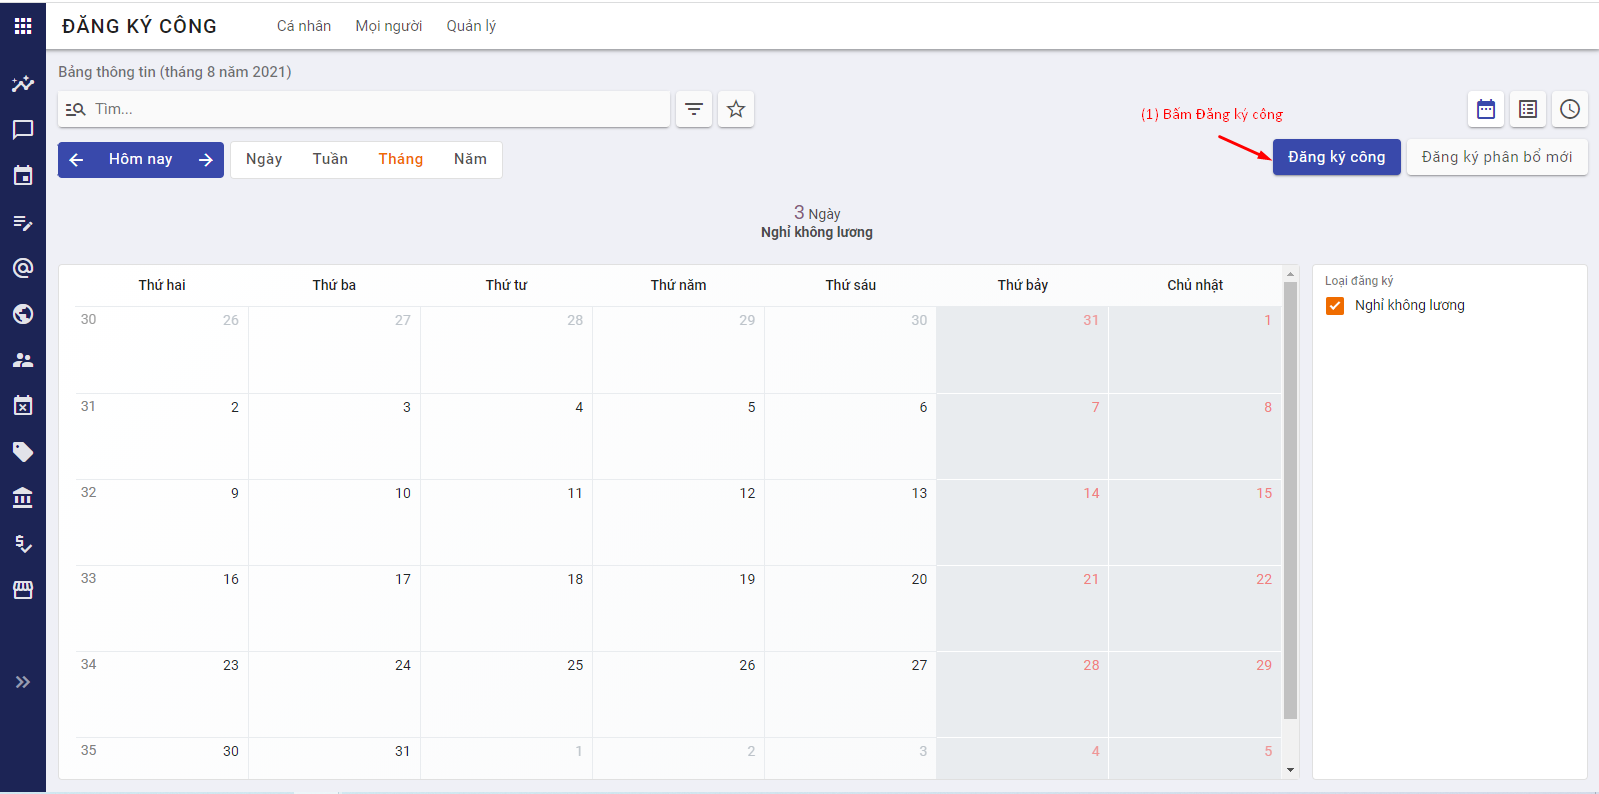 ĐĂNG KÝ CÔNG Cá nhân Mọi người Quản lý
Bảng thông tin (tháng 8 năm 2021)
Tìm...
(1) Bấm Đăng ký công
Hôm nay Ngày Tuần Tháng Năm
Đăng ký công Đăng ký phân bổ mới
3 Ngày
Nghỉ không lương
Thứ hai Thứ ba Thứ tư Thứ năm Thứ sáu Thứ bảy Chủ nhật
30 26 27 28 29 30 31 1
31 2 3 4 5 6 7 8
32 9 10 11 12 13 14 15
33 16 17 18 19 20 21 22
34 23 24 25 26 27 28 29
35 30 31 1 2 3 4 5
Loại đăng ký
Nghỉ không lương